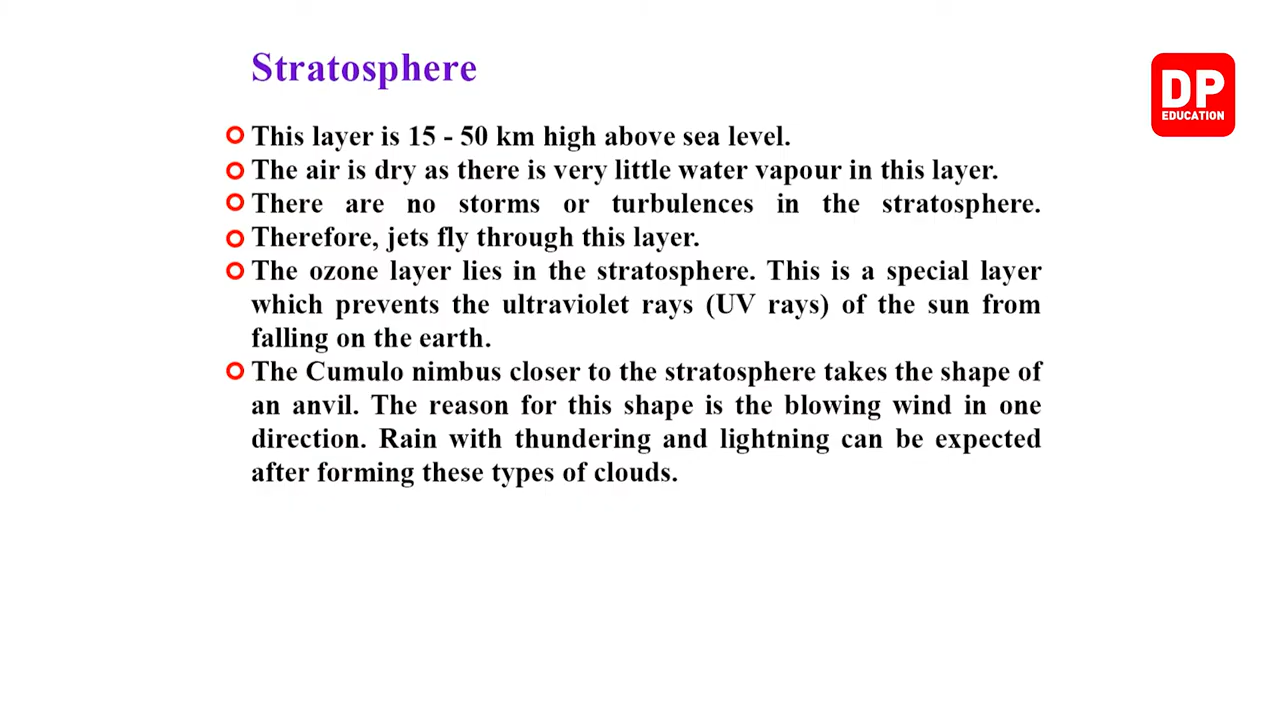 Stratosphere
DP
EDUCATION
This layer is 15 - 50 km high above sea level.
The air is dry as there is very little water vapour in this layer.
There are no storms or turbulences in the stratosphere.
Therefore, jets fly through this layer.
The ozone layer lies in the stratosphere. This is a special layer
which prevents the ultraviolet rays (UV rays) of the sun from
falling on the earth.
The Cumulo nimbus closer to the stratosphere takes the shape of
an anvil. The reason for this shape is the blowing wind in one
direction. Rain with thundering and lightning can be expected
after forming these types of clouds.